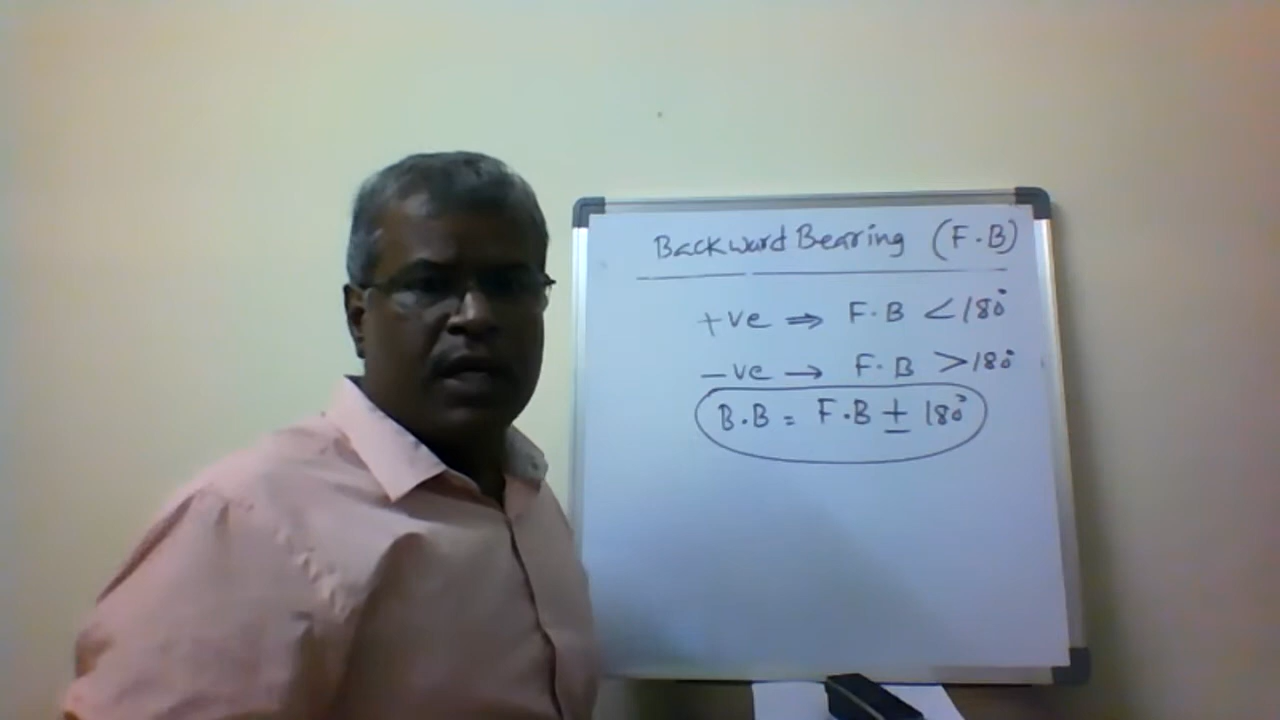 Backward Bearing (F.B)
+ve ⇒ F.B < 180°
-ve → F.B > 180°
B.B = F.B ± 180°